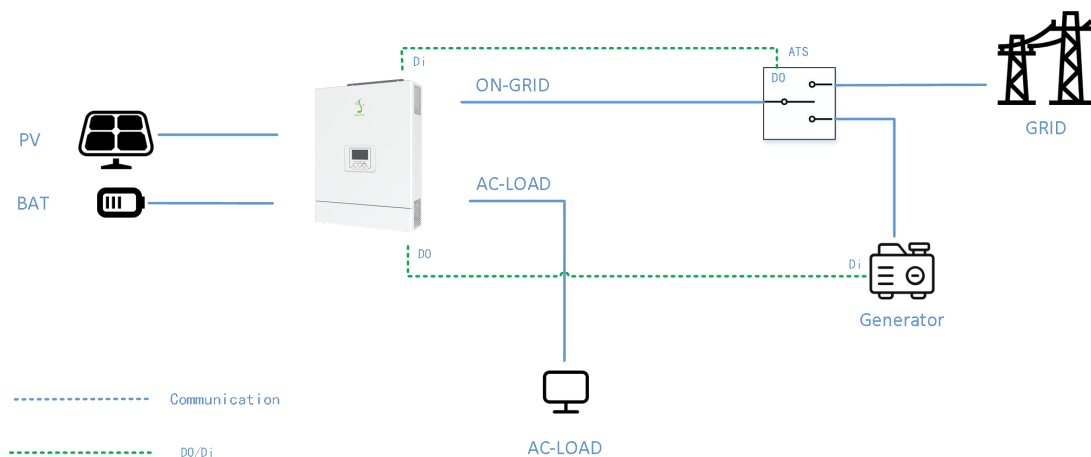 Di
ATS
DO
ON-GRID
PV
GRID
AC-LOAD
BAT
DO
Di
Generator
Communication
AC-LOAD
DO/Di